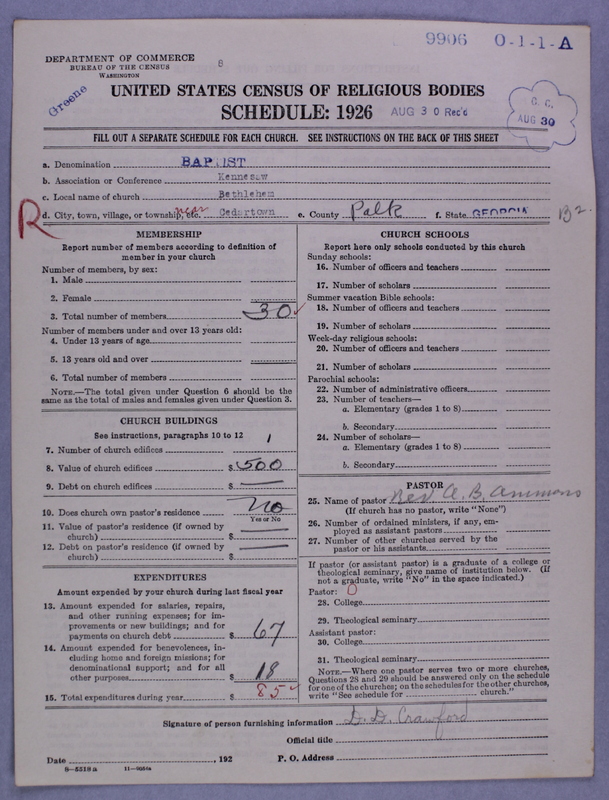 9906 0-1-1-A
DEPARTMENT OF COMMERCE
BUREAU OF THE CENSUS
WASHINGTON
8
Greene
UNITED STATES CENSUS OF RELIGIOUS BODIES
SCHEDULE: 1926
AUG 30 Rec'd
C. C.
AUG 30
FILL OUT A SEPARATE SCHEDULE FOR EACH CHURCH. SEE INSTRUCTIONS ON THE BACK OF THIS SHEET
a. Denomination BAPTIST
b. Association or Conference Kennesaw
c. Local name of church Bethlehem
R d. City, town, village, or township, etc. near Cedartown e. County Polk f. State GEORGIA B2
MEMBERSHIP
Report number of members according to definition of
member in your church
Number of members, by sex:
1. Male
2. Female
3. Total number of members 30
Number of members under and over 13 years old:
4. Under 13 years of age
5. 13 years old and over
6. Total number of members
NOTE.—The total given under Question 6 should be the
same as the total of males and females given under Question 3.
CHURCH BUILDINGS
See instructions, paragraphs 10 to 12
7. Number of church edifices 1
8. Value of church edifices $ 500
9. Debt on church edifices $
10. Does church own pastor's residence No
Yes or No
11. Value of pastor's residence (if owned by
church) $
12. Debt on pastor's residence (if owned by
church) $
EXPENDITURES
Amount expended by your church during last fiscal year
13. Amount expended for salaries, repairs,
and other running expenses; for im-
provements or new buildings; and for
payments on church debt $ 67
14. Amount expended for benevolences, in-
cluding home and foreign missions; for
denominational support; and for all
other purposes $ 18
15. Total expenditures during year $ 85
CHURCH SCHOOLS
Report here only schools conducted by this church
Sunday schools:
16. Number of officers and teachers
17. Number of scholars
Summer vacation Bible schools:
18. Number of officers and teachers
19. Number of scholars
Week-day religious schools:
20. Number of officers and teachers
21. Number of scholars
Parochial schools:
22. Number of administrative officers
23. Number of teachers—
a. Elementary (grades 1 to 8)
b. Secondary
24. Number of scholars—
a. Elementary (grades 1 to 8)
b. Secondary
PASTOR
25. Name of pastor Rev A. B. Ammons
(If church has no pastor, write "None")
26. Number of ordained ministers, if any, em-
ployed as assistant pastors
27. Number of other churches served by the
pastor or his assistants
If pastor (or assistant pastor) is a graduate of a college or
theological seminary, give name of institution below. (If
not a graduate, write "No" in the space indicated.)
Pastor: 0
28. College
29. Theological seminary
Assistant pastor:
30. College
31. Theological seminary
NOTE.—Where one pastor serves two or more churches,
Questions 28 and 29 should be answered only on the schedule
for one of the churches; on the schedules for the other churches,
write "See schedule for church."
Signature of person furnishing information D. D. Crawford
Official title
Date , 192 P. O. Address
8-5518a 11-9054a